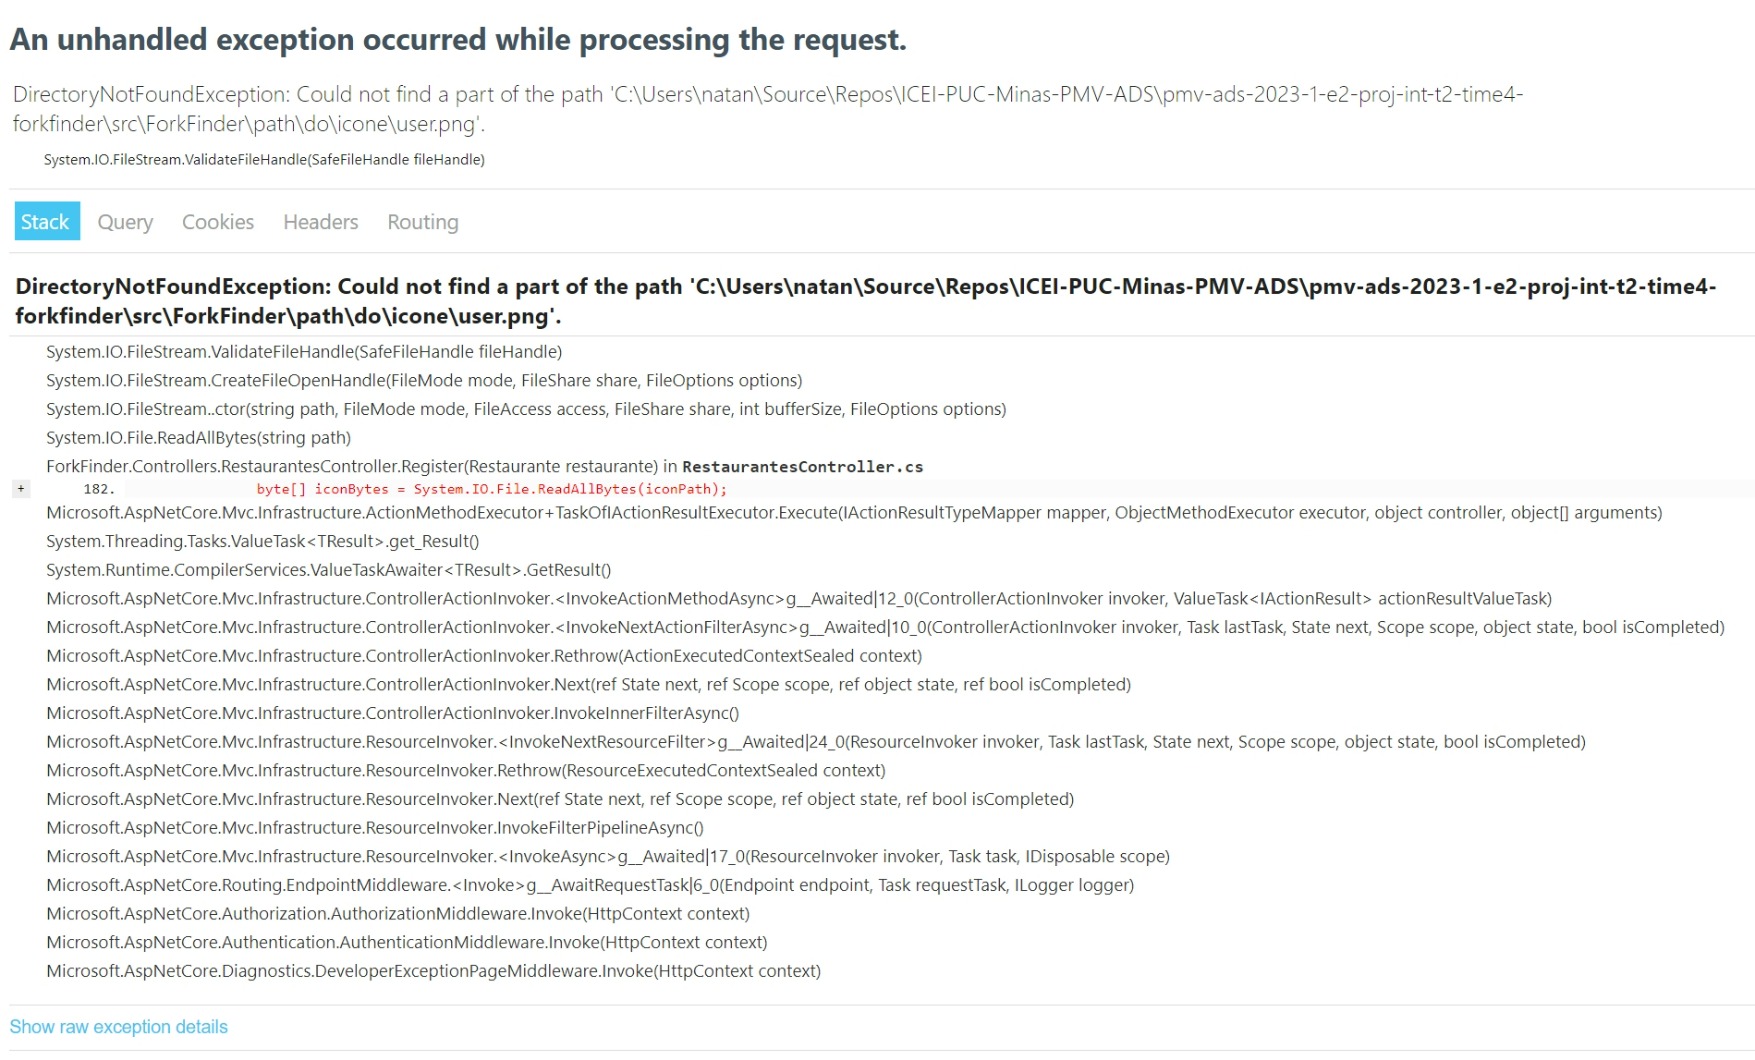 An unhandled exception occurred while processing the request.
DirectoryNotFoundException: Could not find a part of the path 'C:\Users\natan\Source\Repos\ICEI-PUC-Minas-PMV-ADS\pmv-ads-2023-1-e2-proj-int-t2-time4-
forkfinder\src\ForkFinder\path\do\icone\user.png'.
System.IO.FileStream.ValidateFileHandle(SafeFileHandle fileHandle)
Stack Query Cookies Headers Routing
DirectoryNotFoundException: Could not find a part of the path 'C:\Users\natan\Source\Repos\ICEI-PUC-Minas-PMV-ADS\pmv-ads-2023-1-e2-proj-int-t2-time4-
forkfinder\src\ForkFinder\path\do\icone\user.png'.
System.IO.FileStream.ValidateFileHandle(SafeFileHandle fileHandle)
System.IO.FileStream.CreateFileOpenHandle(FileMode mode, FileShare share, FileOptions options)
System.IO.FileStream..ctor(string path, FileMode mode, FileAccess access, FileShare share, int bufferSize, FileOptions options)
System.IO.File.ReadAllBytes(string path)
ForkFinder.Controllers.RestaurantesController.Register(Restaurante restaurante) in RestaurantesController.cs
+ 182. byte[] iconBytes = System.IO.File.ReadAllBytes(iconPath);
Microsoft.AspNetCore.Mvc.Infrastructure.ActionMethodExecutor+TaskOfIActionResultExecutor.Execute(IActionResultTypeMapper mapper, ObjectMethodExecutor executor, object controller, object[] arguments)
System.Threading.Tasks.ValueTask<TResult>.get_Result()
System.Runtime.CompilerServices.ValueTaskAwaiter<TResult>.GetResult()
Microsoft.AspNetCore.Mvc.Infrastructure.ControllerActionInvoker.<InvokeActionMethodAsync>g__Awaited|12_0(ControllerActionInvoker invoker, ValueTask<IActionResult> actionResultValueTask)
Microsoft.AspNetCore.Mvc.Infrastructure.ControllerActionInvoker.<InvokeNextActionFilterAsync>g__Awaited|10_0(ControllerActionInvoker invoker, Task lastTask, State next, Scope scope, object state, bool isCompleted)
Microsoft.AspNetCore.Mvc.Infrastructure.ControllerActionInvoker.Rethrow(ActionExecutedContextSealed context)
Microsoft.AspNetCore.Mvc.Infrastructure.ControllerActionInvoker.Next(ref State next, ref Scope scope, ref object state, ref bool isCompleted)
Microsoft.AspNetCore.Mvc.Infrastructure.ControllerActionInvoker.InvokeInnerFilterAsync()
Microsoft.AspNetCore.Mvc.Infrastructure.ResourceInvoker.<InvokeNextResourceFilter>g__Awaited|24_0(ResourceInvoker invoker, Task lastTask, State next, Scope scope, object state, bool isCompleted)
Microsoft.AspNetCore.Mvc.Infrastructure.ResourceInvoker.Rethrow(ResourceExecutedContextSealed context)
Microsoft.AspNetCore.Mvc.Infrastructure.ResourceInvoker.Next(ref State next, ref Scope scope, ref object state, ref bool isCompleted)
Microsoft.AspNetCore.Mvc.Infrastructure.ResourceInvoker.InvokeFilterPipelineAsync()
Microsoft.AspNetCore.Mvc.Infrastructure.ResourceInvoker.<InvokeAsync>g__Awaited|17_0(ResourceInvoker invoker, Task task, IDisposable scope)
Microsoft.AspNetCore.Routing.EndpointMiddleware.<Invoke>g__AwaitRequestTask|6_0(Endpoint endpoint, Task requestTask, ILogger logger)
Microsoft.AspNetCore.Authorization.AuthorizationMiddleware.Invoke(HttpContext context)
Microsoft.AspNetCore.Authentication.AuthenticationMiddleware.Invoke(HttpContext context)
Microsoft.AspNetCore.Diagnostics.DeveloperExceptionPageMiddleware.Invoke(HttpContext context)
Show raw exception details